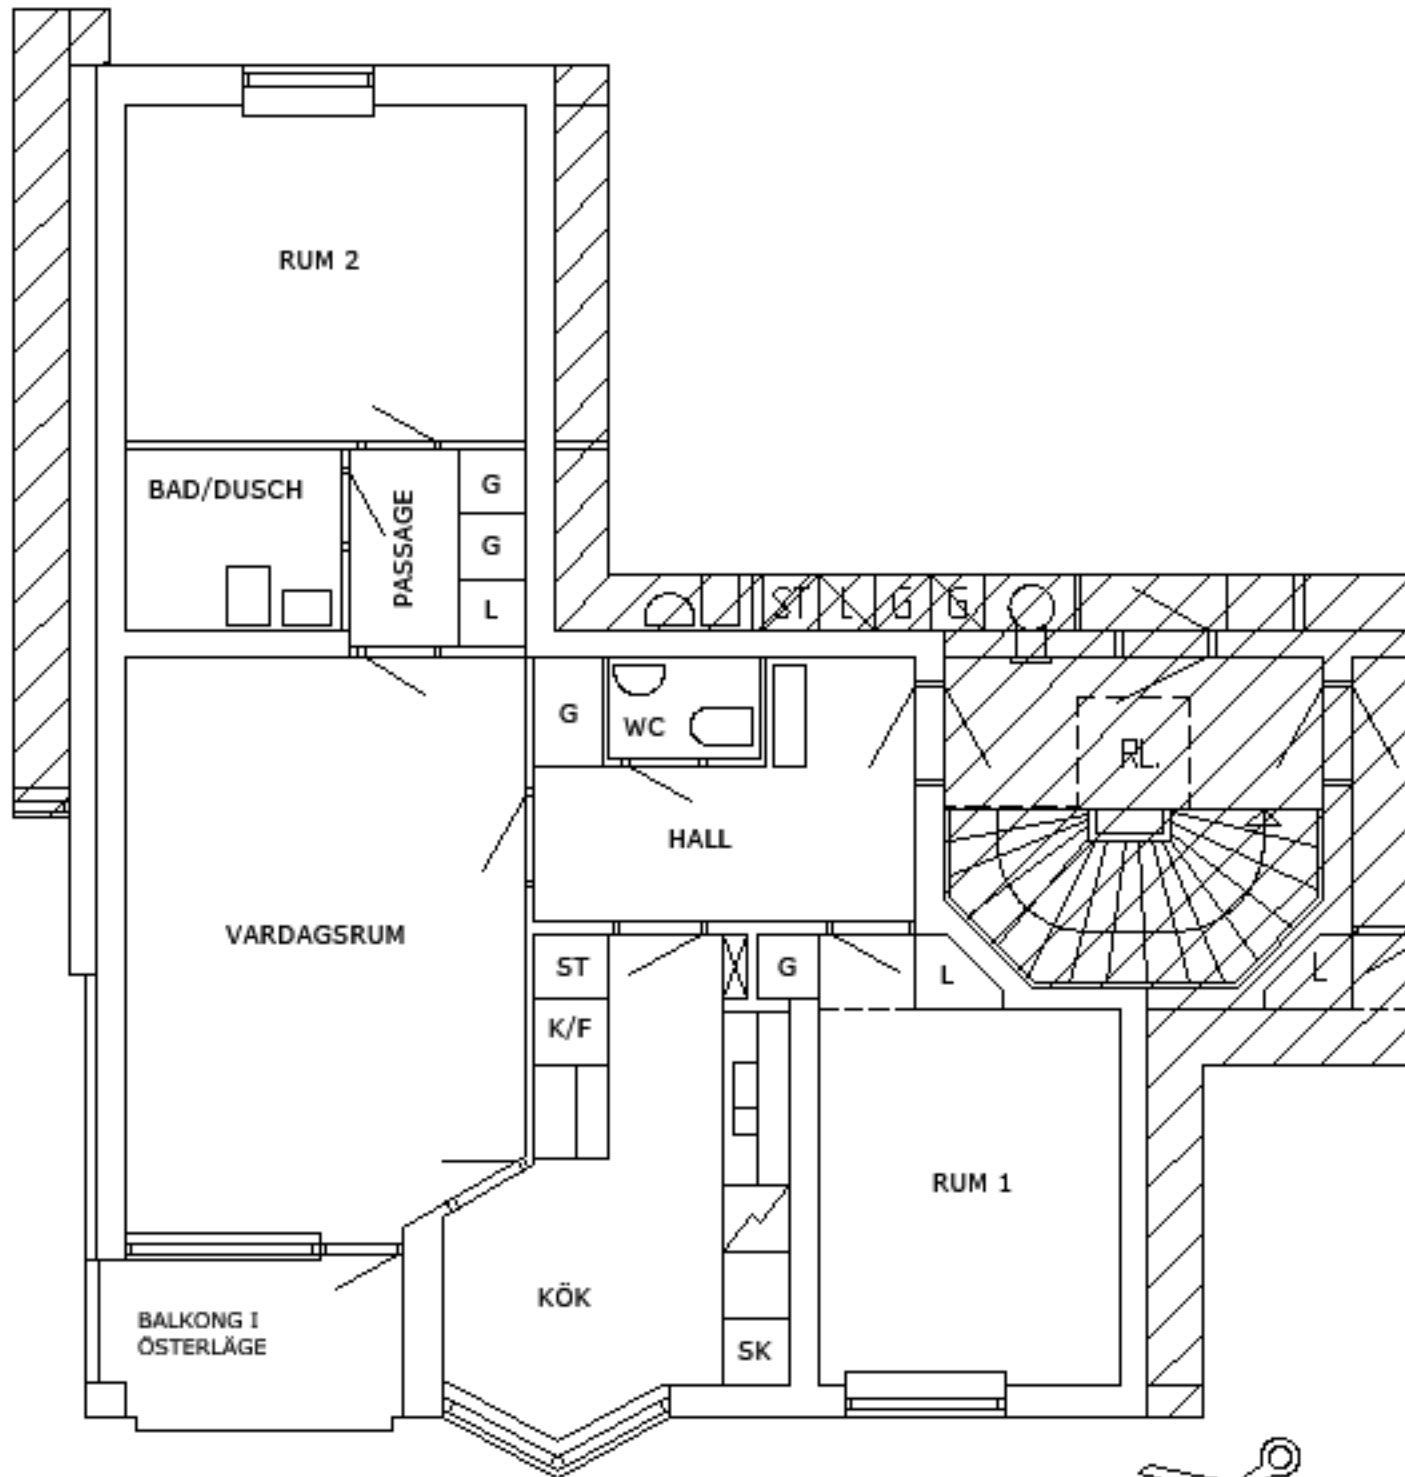 RUM 2
BAD/DUSCH
PASSAGE
G
G
L
ST L G G
G
WC
RL.
HALL
VARDAGSRUM
ST
G
L
L
K/F
RUM 1
KÖK
BALKONG I
ÖSTERLÄGE
SK